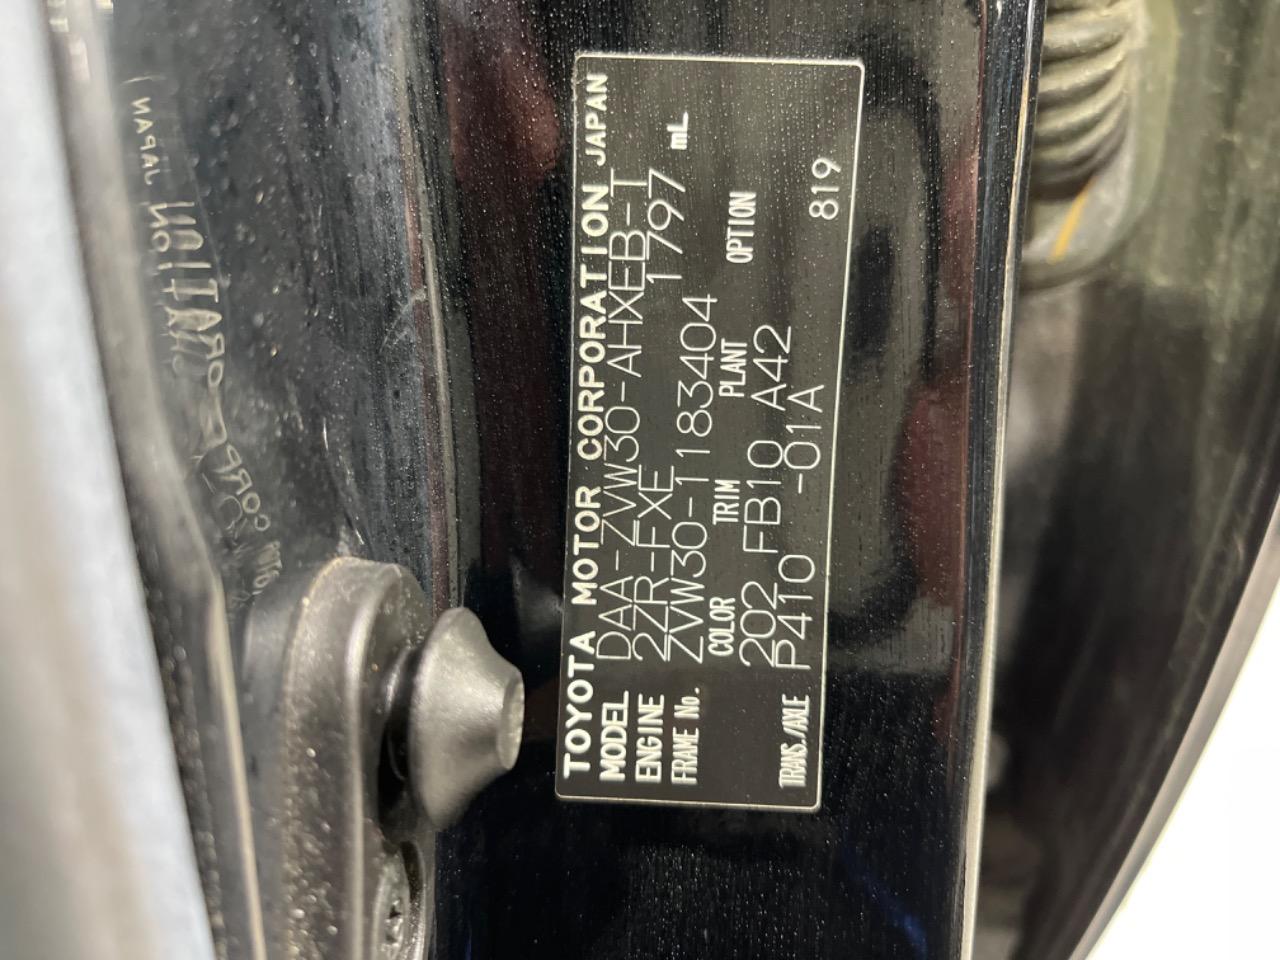 TOYOTA MOTOR CORPORATION JAPAN
MODEL DAA-ZVW30-AHXEB-T
ENGINE 2ZR-FXE 1797 mL
FRAME No. ZVW30-1183404
COLOR TRIM PLANT OPTION
202 FB10 A42
TRANS./AXLE P410 -01A 819